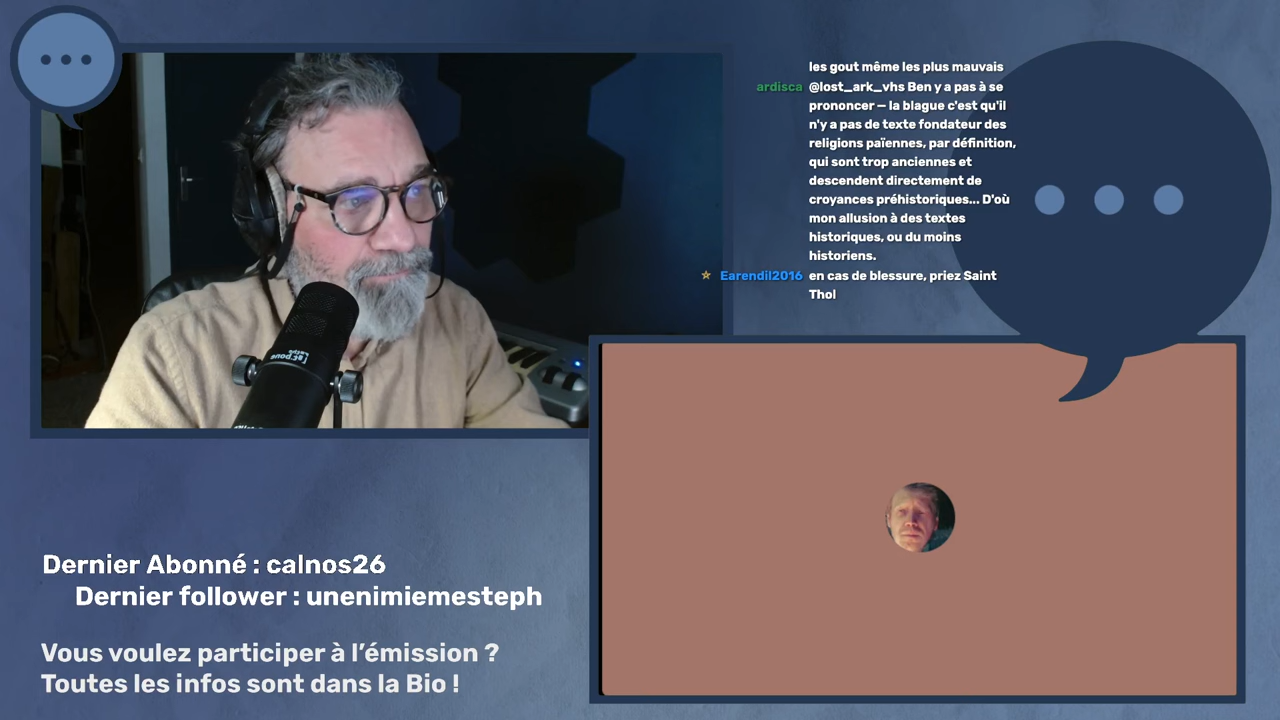 les gout même les plus mauvais
ardisca @lost_ark_vhs Ben y a pas à se
prononcer – la blague c'est qu'il
n'y a pas de texte fondateur des
religions païennes, par définition,
qui sont trop anciennes et
descendent directement de
croyances préhistoriques... D'où
mon allusion à des textes
historiques, ou du moins
historiens.
Earendil2016 en cas de blessure, priez Saint
Thol
Dernier Abonné : calnos26
Dernier follower : unenimiemesteph
Vous voulez participer à l'émission ?
Toutes les infos sont dans la Bio !